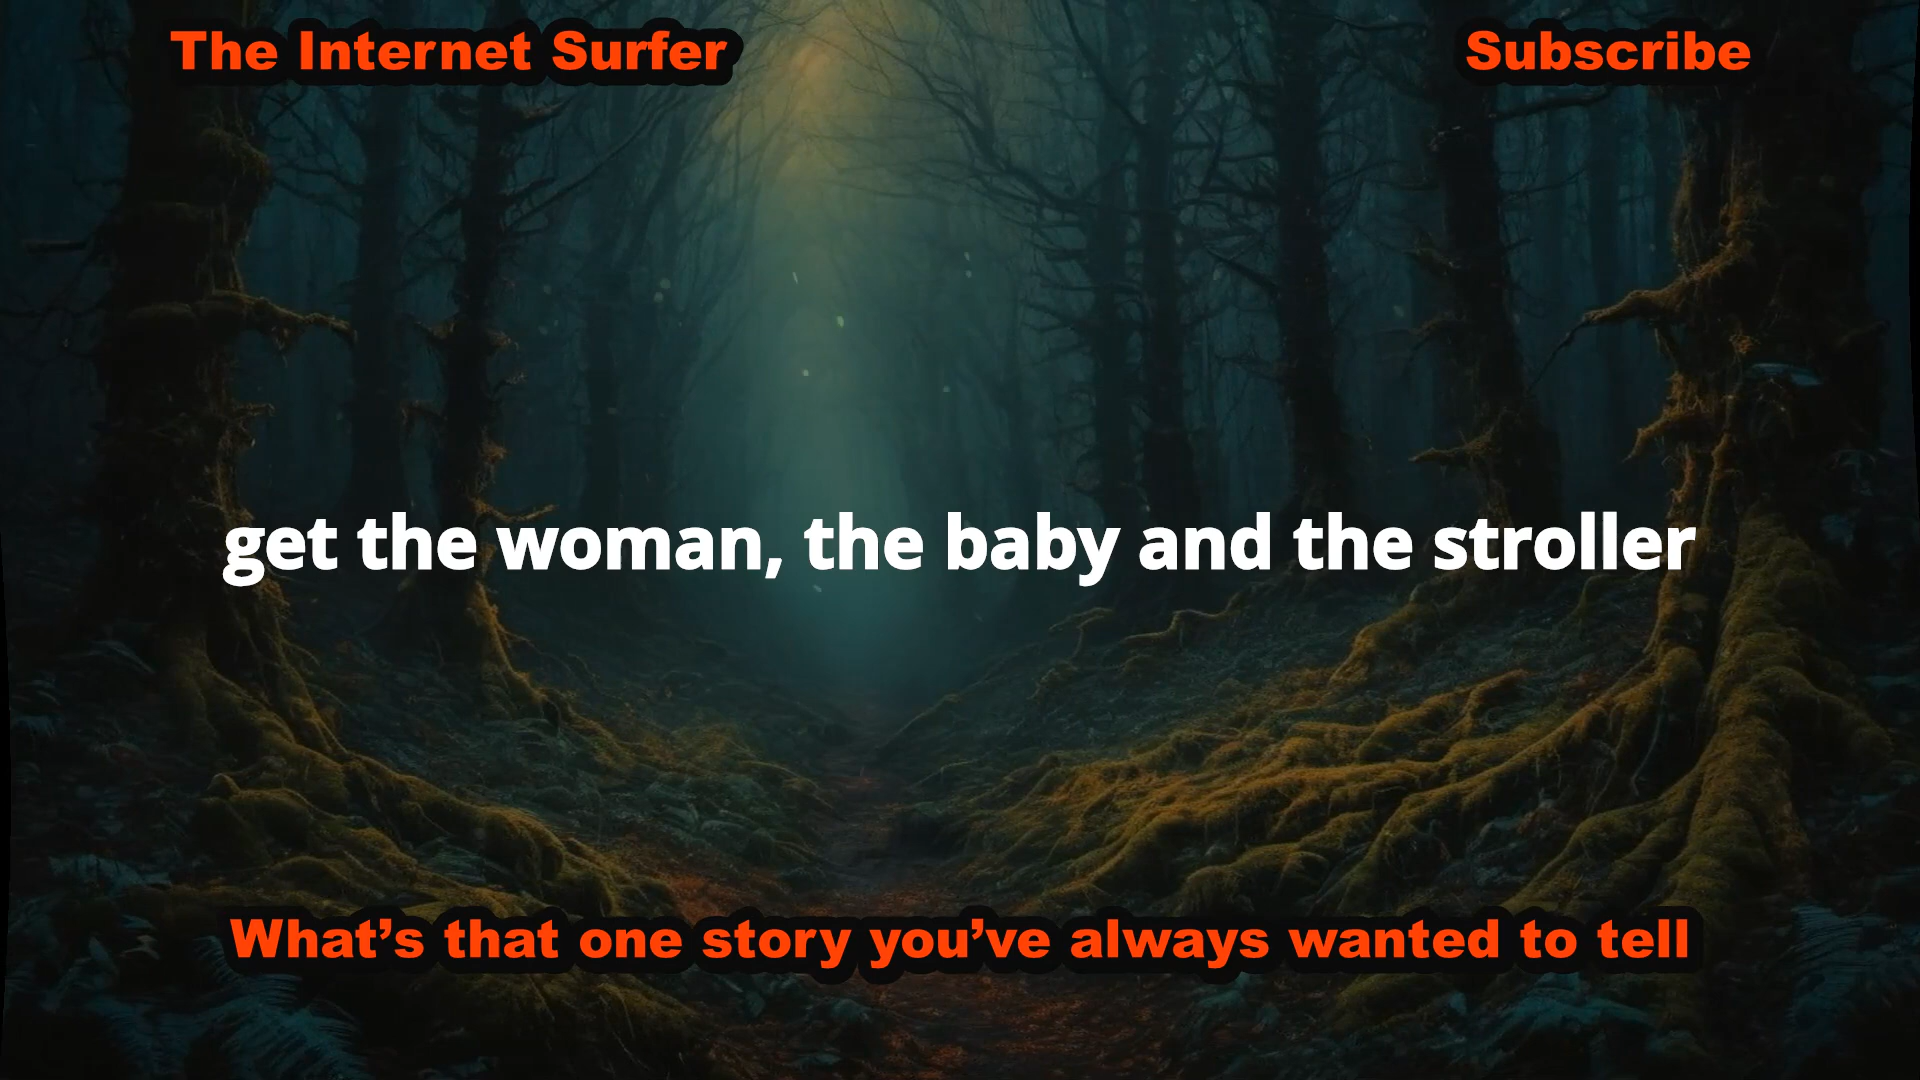 The Internet Surfer
Subscribe
get the woman, the baby and the stroller
What’s that one story you’ve always wanted to tell